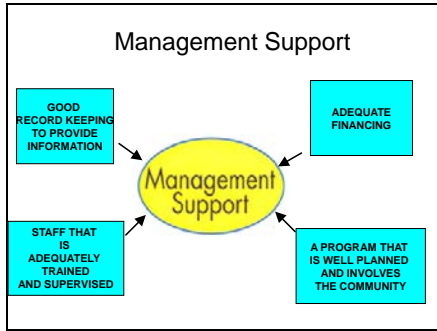 Management Support
GOOD
RECORD KEEPING
TO PROVIDE
INFORMATION
ADEQUATE
FINANCING
Management
Support
STAFF THAT
IS
ADEQUATELY
TRAINED
AND SUPERVISED
A PROGRAM THAT
IS WELL PLANNED
AND INVOLVES
THE COMMUNITY